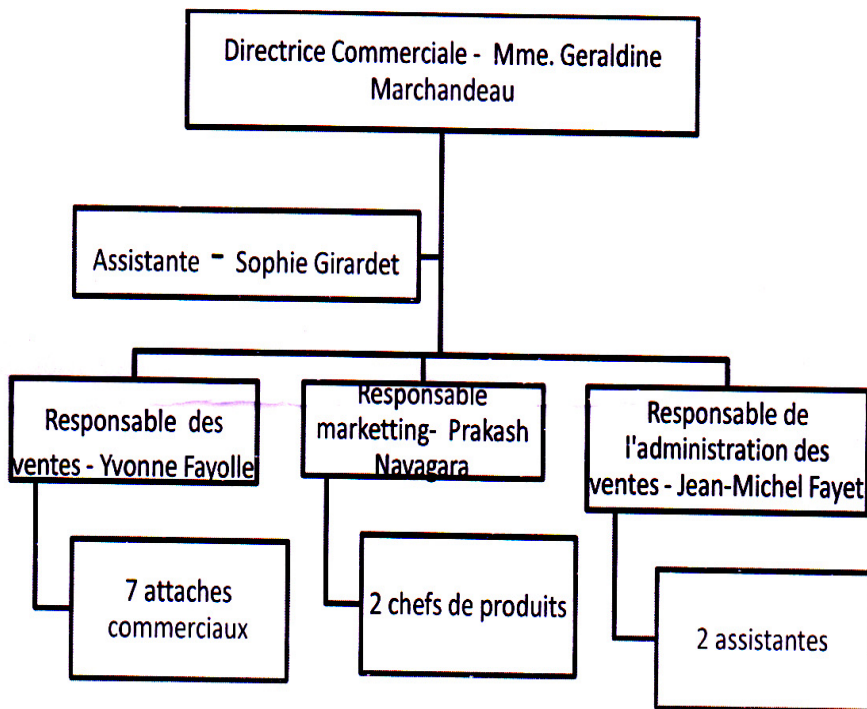 Directrice Commerciale - Mme. Geraldine
Marchandeau
Assistante - Sophie Girardet
Responsable des
ventes - Yvonne Fayolle
Responsable
marketting- Prakash
Navagara
Responsable de
l'administration des
ventes - Jean-Michel Fayet
7 attaches
commerciaux
2 chefs de produits
2 assistantes